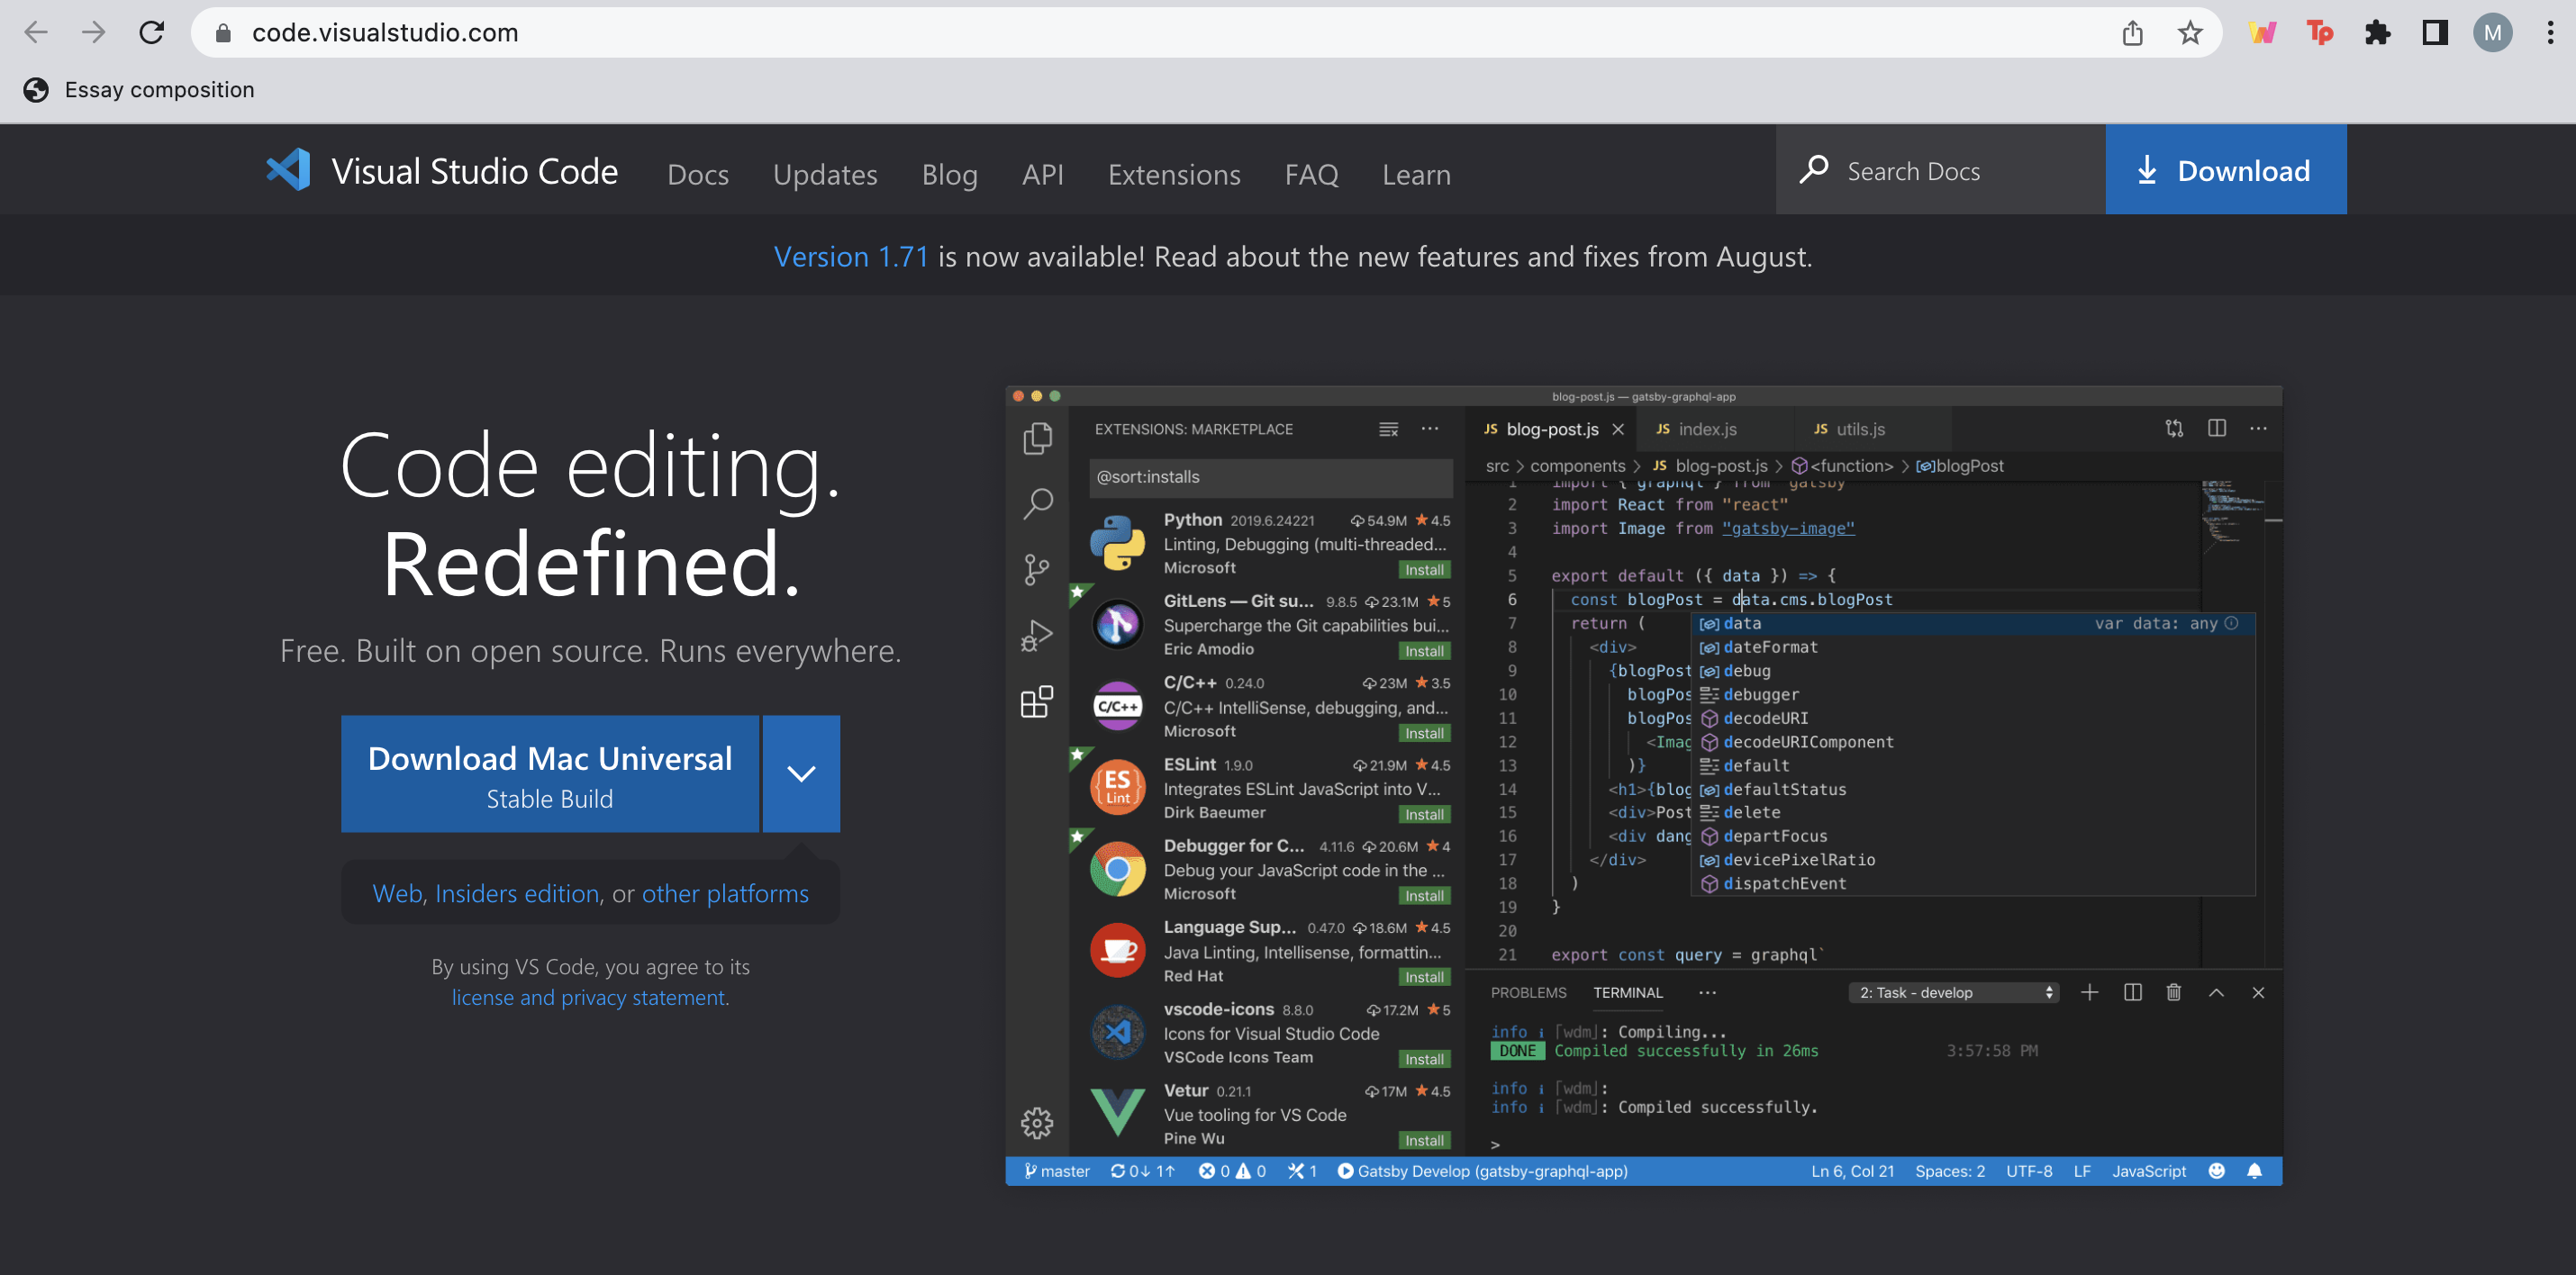 code.visualstudio.com
M
Essay composition
Visual Studio Code Docs Updates Blog API Extensions FAQ Learn Search Docs Download
Version 1.71 is now available! Read about the new features and fixes from August.
Code editing.
Redefined.
Free. Built on open source. Runs everywhere.
Download Mac Universal
Stable Build
Web, Insiders edition, or other platforms
By using VS Code, you agree to its
license and privacy statement.
blog-post.js — gatsby-graphql-app
EXTENSIONS: MARKETPLACE
@sort:installs
Python 2019.6.24221 54.9M 4.5
Linting, Debugging (multi-threaded...
Microsoft Install
GitLens — Git su... 9.8.5 23.1M 5
Supercharge the Git capabilities bui...
Eric Amodio Install
C/C++
C/C++ 0.24.0 23M 3.5
C/C++ IntelliSense, debugging, and...
Microsoft Install
ES
Lint
ESLint 1.9.0 21.9M 4.5
Integrates ESLint JavaScript into V...
Dirk Baeumer Install
Debugger for C... 4.11.6 20.6M 4
Debug your JavaScript code in the ...
Microsoft Install
Language Sup... 0.47.0 18.6M 4.5
Java Linting, Intellisense, formattin...
Red Hat Install
vscode-icons 8.8.0 17.2M 5
Icons for Visual Studio Code
VSCode Icons Team Install
Vetur 0.21.1 17M 4.5
Vue tooling for VS Code
Pine Wu Install
JS blog-post.js JS index.js JS utils.js
src > components > JS blog-post.js > <function> > blogPost
1 import { graphql } from "gatsby"
2 import React from "react"
3 import Image from "gatsby-image"
4
5 export default ({ data }) => {
6 const blogPost = data.cms.blogPost
7 return (
8 <div>
9 {blogPost
10 blogPos
11 blogPos
12 <Imag
13 )}
14 <h1>{blog
15 <div>Post
16 <div dang
17 </div>
18 )
19 }
20
21 export const query = graphql`
data var data: any
dateFormat
debug
debugger
decodeURI
decodeURIComponent
default
defaultStatus
delete
departFocus
devicePixelRatio
dispatchEvent
PROBLEMS TERMINAL ... 2: Task - develop
info i ｢wdm｣: Compiling...
DONE Compiled successfully in 26ms 3:57:58 PM
info i ｢wdm｣:
info i ｢wdm｣: Compiled successfully.
>
master 0↓ 1↑ 0 0 1 Gatsby Develop (gatsby-graphql-app) Ln 6, Col 21 Spaces: 2 UTF-8 LF JavaScript